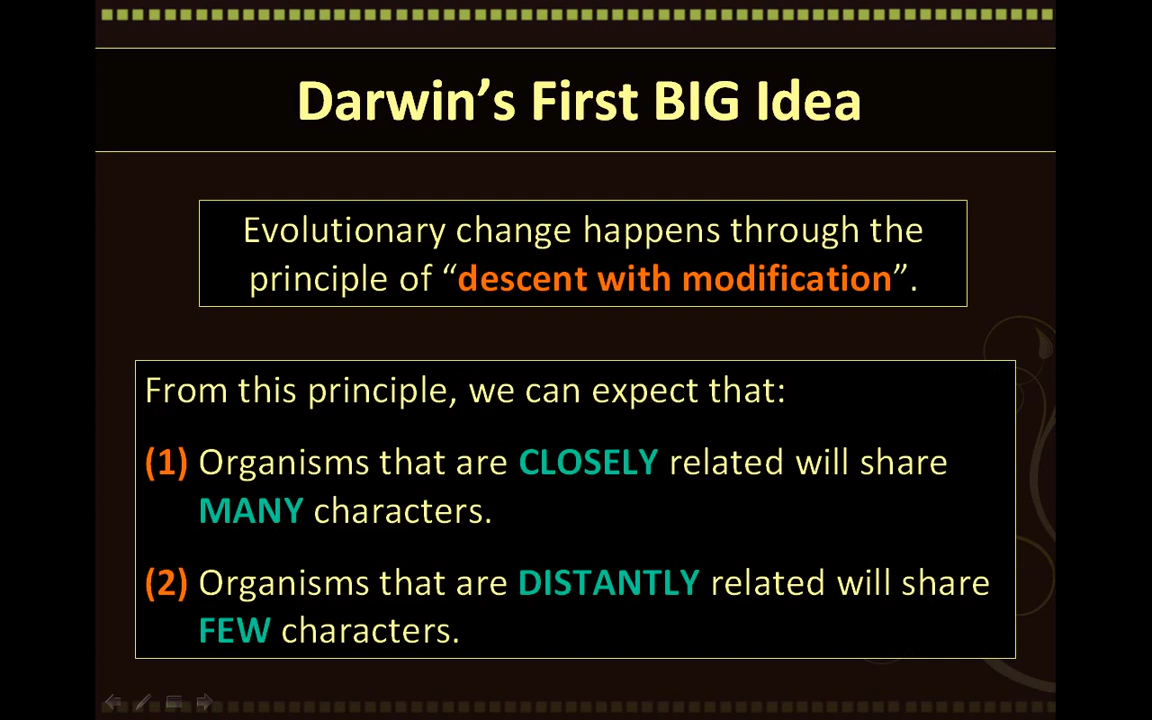 Darwin’s First BIG Idea
Evolutionary change happens through the
principle of “descent with modification”.
From this principle, we can expect that:
(1) Organisms that are CLOSELY related will share
MANY characters.
(2) Organisms that are DISTANTLY related will share
FEW characters.